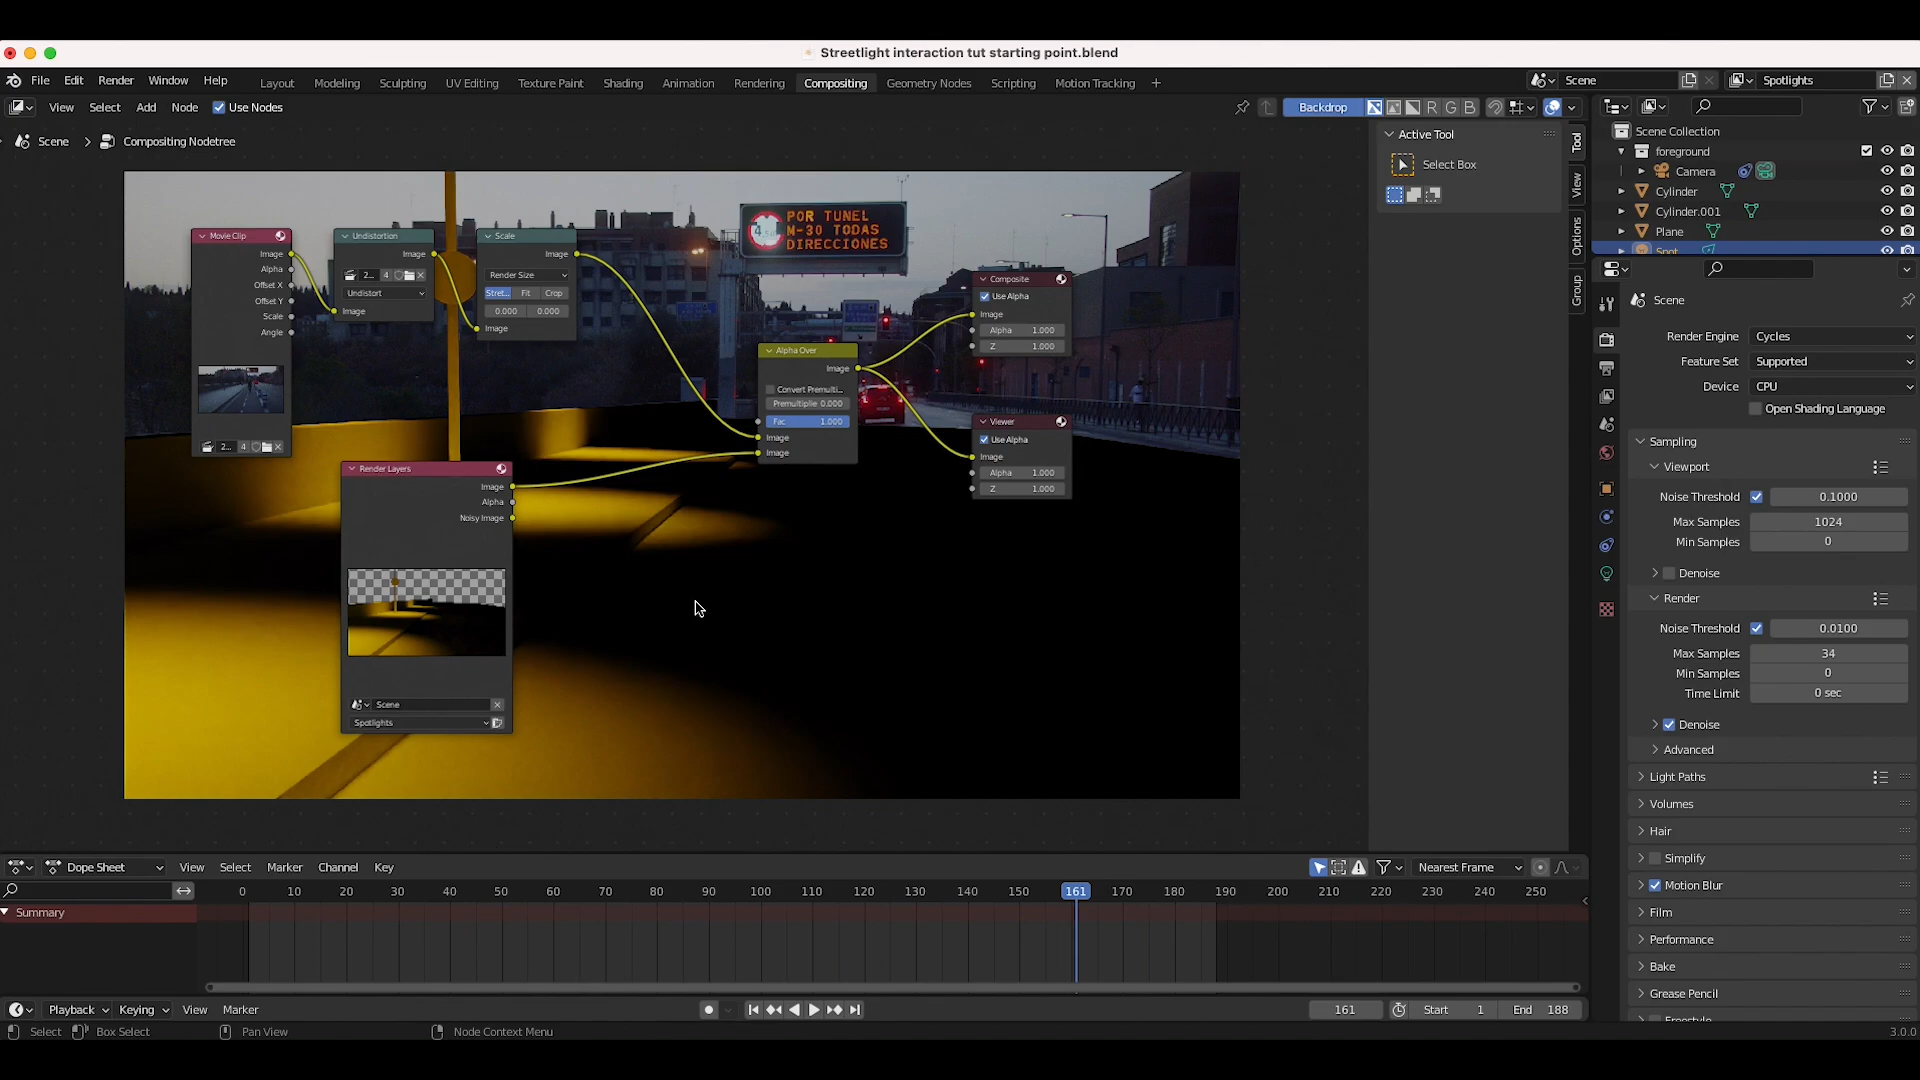 Streetlight interaction tut starting point.blend
File Edit Render Window Help Layout Modeling Sculpting UV Editing Texture Paint Shading Animation Rendering Compositing Geometry Nodes Scripting Motion Tracking + Scene Spotlights
View Select Add Node Use Nodes Backdrop R G B
Scene > Compositing Nodetree
Active Tool
Select Box
Tool
View
Options
Group
Scene Collection
foreground
Camera
Cylinder
Cylinder.001
Plane
Spot
POR TUNEL
M-30 TODAS
DIRECCIONES
Movie Clip
Image
Alpha
Offset X
Offset Y
Scale
Angle
2... 4
Undistortion
Image
2... 4
Undistort
Image
Scale
Image
Render Size
Stret... Fit Crop
0.000 0.000
Image
Alpha Over
Image
Convert Premulti...
Premultiplie 0.000
Fac 1.000
Image
Image
Composite
Use Alpha
Image
Alpha 1.000
Z 1.000
Viewer
Use Alpha
Image
Alpha 1.000
Z 1.000
Render Layers
Image
Alpha
Noisy Image
Scene
Spotlights
Scene
Render Engine Cycles
Feature Set Supported
Device CPU
Open Shading Language
Sampling
Viewport
Noise Threshold 0.1000
Max Samples 1024
Min Samples 0
Denoise
Render
Noise Threshold 0.0100
Max Samples 34
Min Samples 0
Time Limit 0 sec
Denoise
Advanced
Light Paths
Volumes
Hair
Simplify
Motion Blur
Film
Performance
Bake
Grease Pencil
Freestyle
Dope Sheet View Select Marker Channel Key Nearest Frame
0 10 20 30 40 50 60 70 80 90 100 110 120 130 140 150 161 170 180 190 200 210 220 230 240 250
Summary
Playback Keying View Marker 161 Start 1 End 188
Select Box Select Pan View Node Context Menu 3.0.0